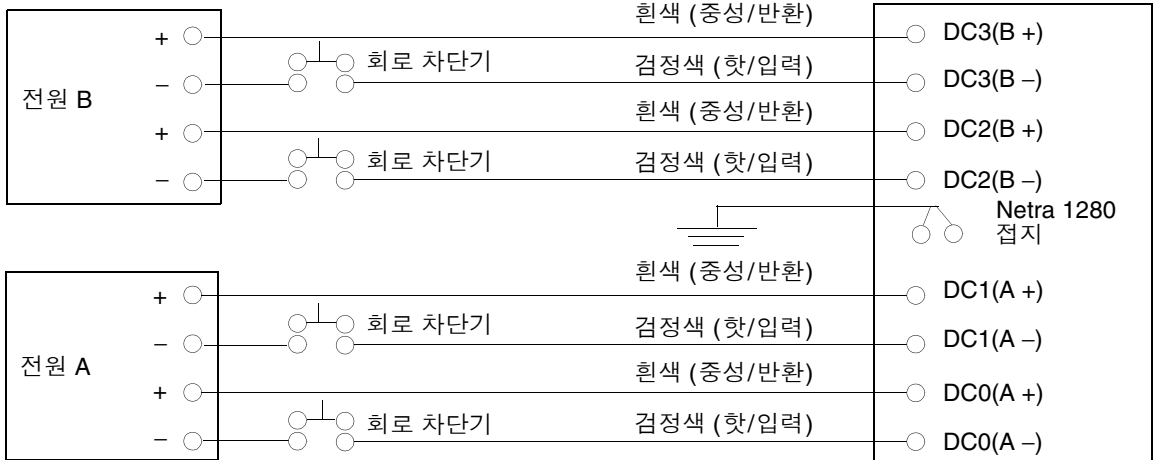 흰색 (중성/반환)
+ DC3(B +)
회로 차단기 검정색 (핫/입력)
– DC3(B –)
전원 B
흰색 (중성/반환)
+ DC2(B +)
회로 차단기 검정색 (핫/입력)
– DC2(B –)
Netra 1280
접지
흰색 (중성/반환)
+ DC1(A +)
회로 차단기 검정색 (핫/입력)
– DC1(A –)
전원 A
흰색 (중성/반환)
+ DC0(A +)
회로 차단기 검정색 (핫/입력)
– DC0(A –)